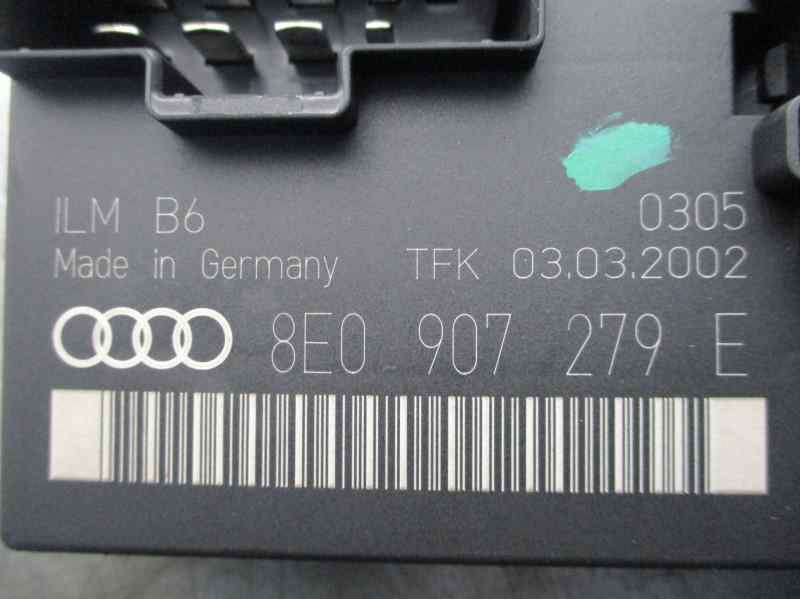 ILM B6 0305
Made in Germany TFK 03.03.2002
8E0 907 279 E